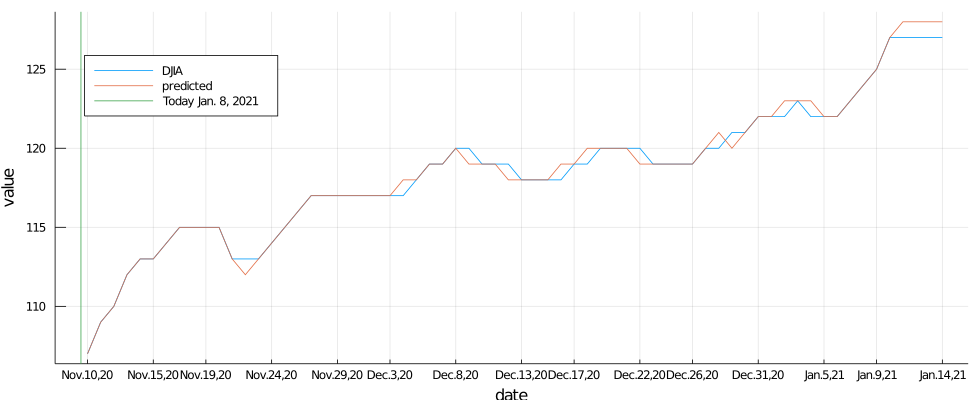 125
120
115
110
value
DJIA
predicted
Today Jan. 8, 2021
Nov.10,20 Nov.15,20 Nov.19,20 Nov.24,20 Nov.29,20 Dec.3,20 Dec.8,20 Dec.13,20 Dec.17,20 Dec.22,20 Dec.26,20 Dec.31,20 Jan.5,21 Jan.9,21 Jan.14,21
date